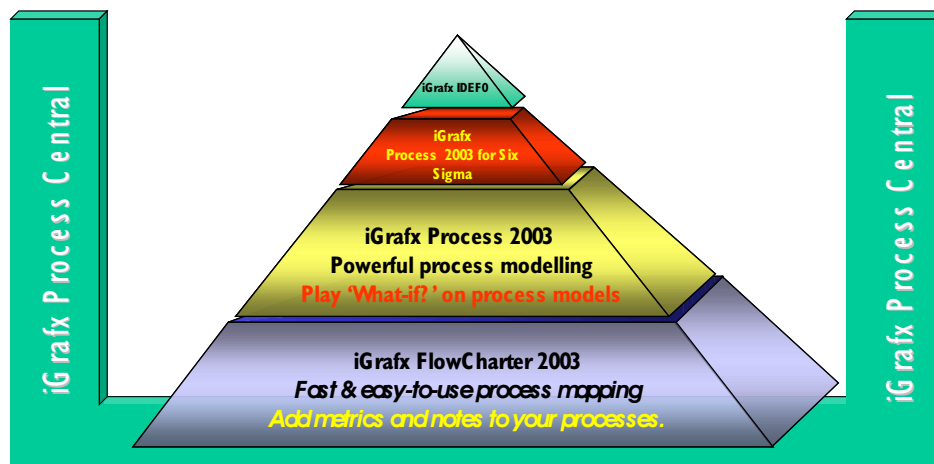 iGrafx Process Central
iGrafx IDEF0
iGrafx
Process 2003 for Six
Sigma
iGrafx Process 2003
Powerful process modelling
Play ‘What-if?’ on process models
iGrafx FlowCharter 2003
Fast & easy-to-use process mapping
Add metrics and notes to your processes.
iGrafx Process Central